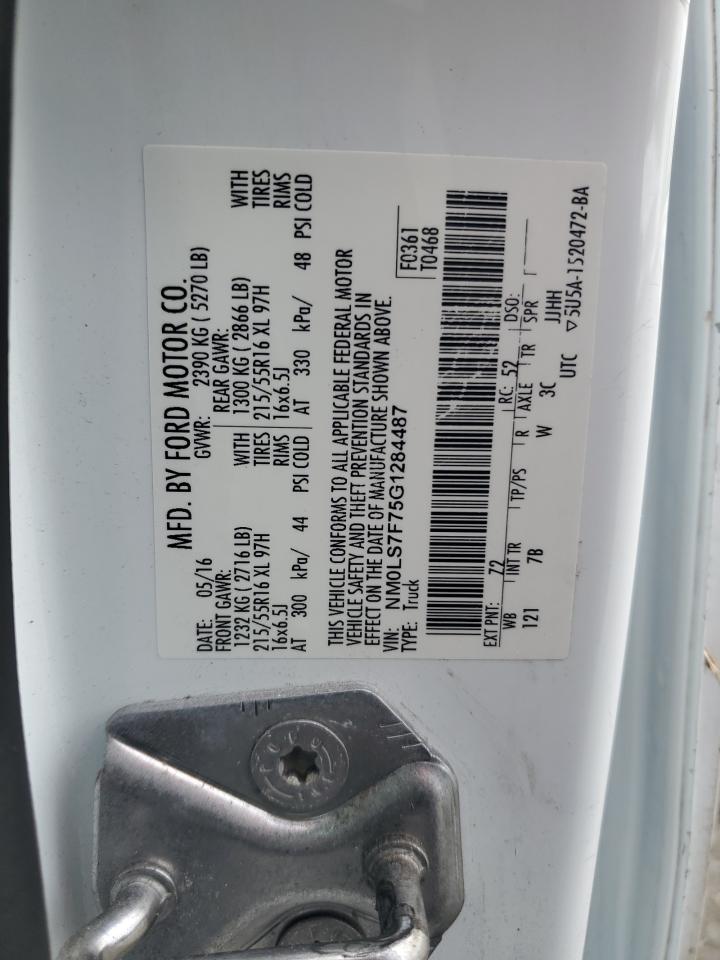 MFD. BY FORD MOTOR CO.
DATE: 05/16 GVWR: 2390 KG ( 5270 LB)
FRONT GAWR: REAR GAWR:
1232 KG (2716 LB) WITH 1300 KG ( 2866 LB) WITH
215/55R16 XL 97H TIRES 215/55R16 XL 97H TIRES
16x6.5J RIMS 16x6.5J RIMS
AT 300 kPa/ 44 PSI COLD AT 330 kPa/ 48 PSI COLD
THIS VEHICLE CONFORMS TO ALL APPLICABLE FEDERAL MOTOR
VEHICLE SAFETY AND THEFT PREVENTION STANDARDS IN
EFFECT ON THE DATE OF MANUFACTURE SHOWN ABOVE.
VIN: NM0LS7F75G1284487
TYPE: Truck
F0361
T0468
EXT PNT: Z2 RC: 52 DSO:
WB INT TR TP/PS R AXLE TR SPR
121 7B W 3C JJHH
UTC ▽5U5A-1520472-BA